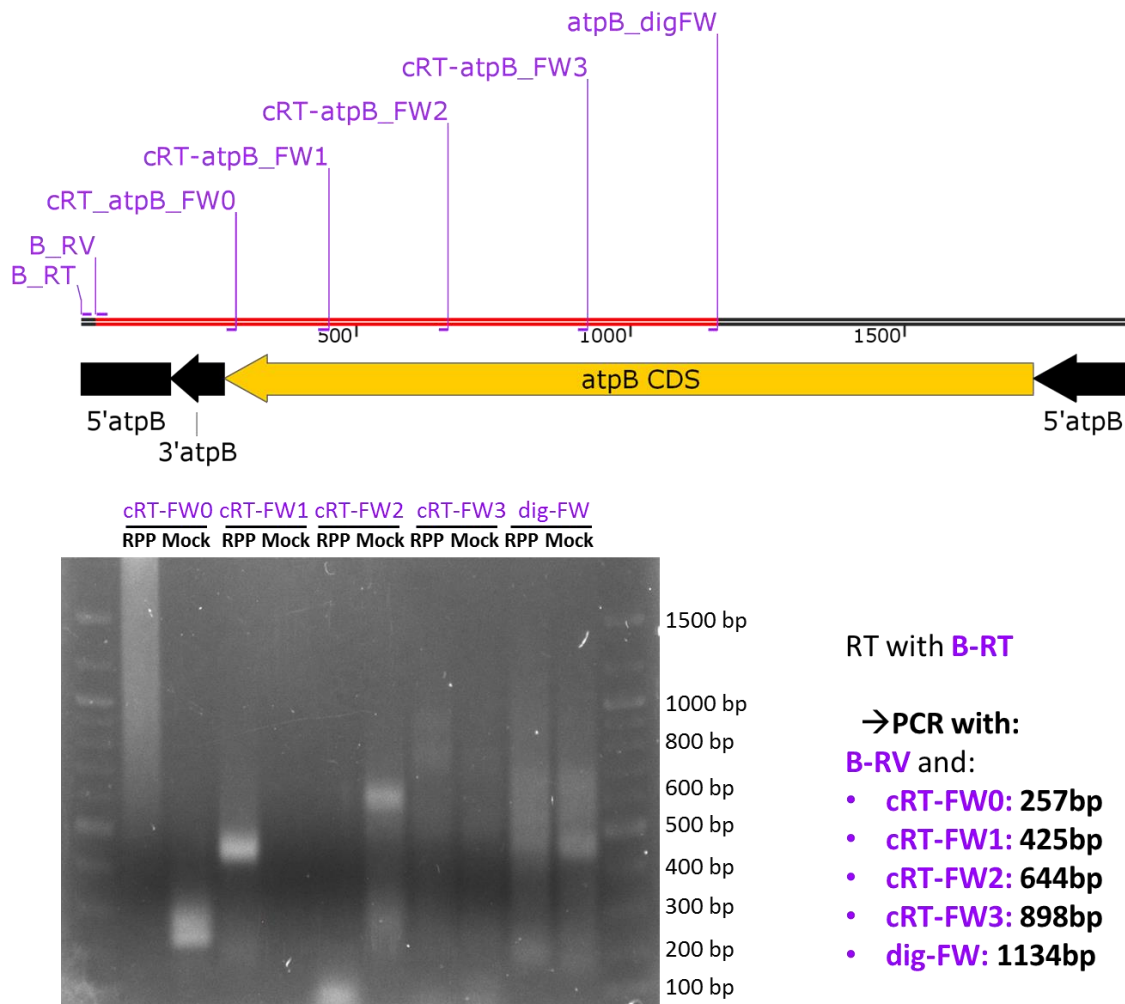 atpB_digFW
cRT-atpB_FW3
cRT-atpB_FW2
cRT-atpB_FW1
cRT_atpB_FW0
B_RV
B_RT
500
1000
1500
atpB CDS
5'atpB
3'atpB
5'atpB
cRT-FW0 cRT-FW1 cRT-FW2 cRT-FW3 dig-FW
RPP Mock RPP Mock RPP Mock RPP Mock RPP Mock
1500 bp
1000 bp
800 bp
600 bp
500 bp
400 bp
300 bp
200 bp
100 bp
RT with B-RT
→PCR with:
B-RV and:
• cRT-FW0: 257bp
• cRT-FW1: 425bp
• cRT-FW2: 644bp
• cRT-FW3: 898bp
• dig-FW: 1134bp